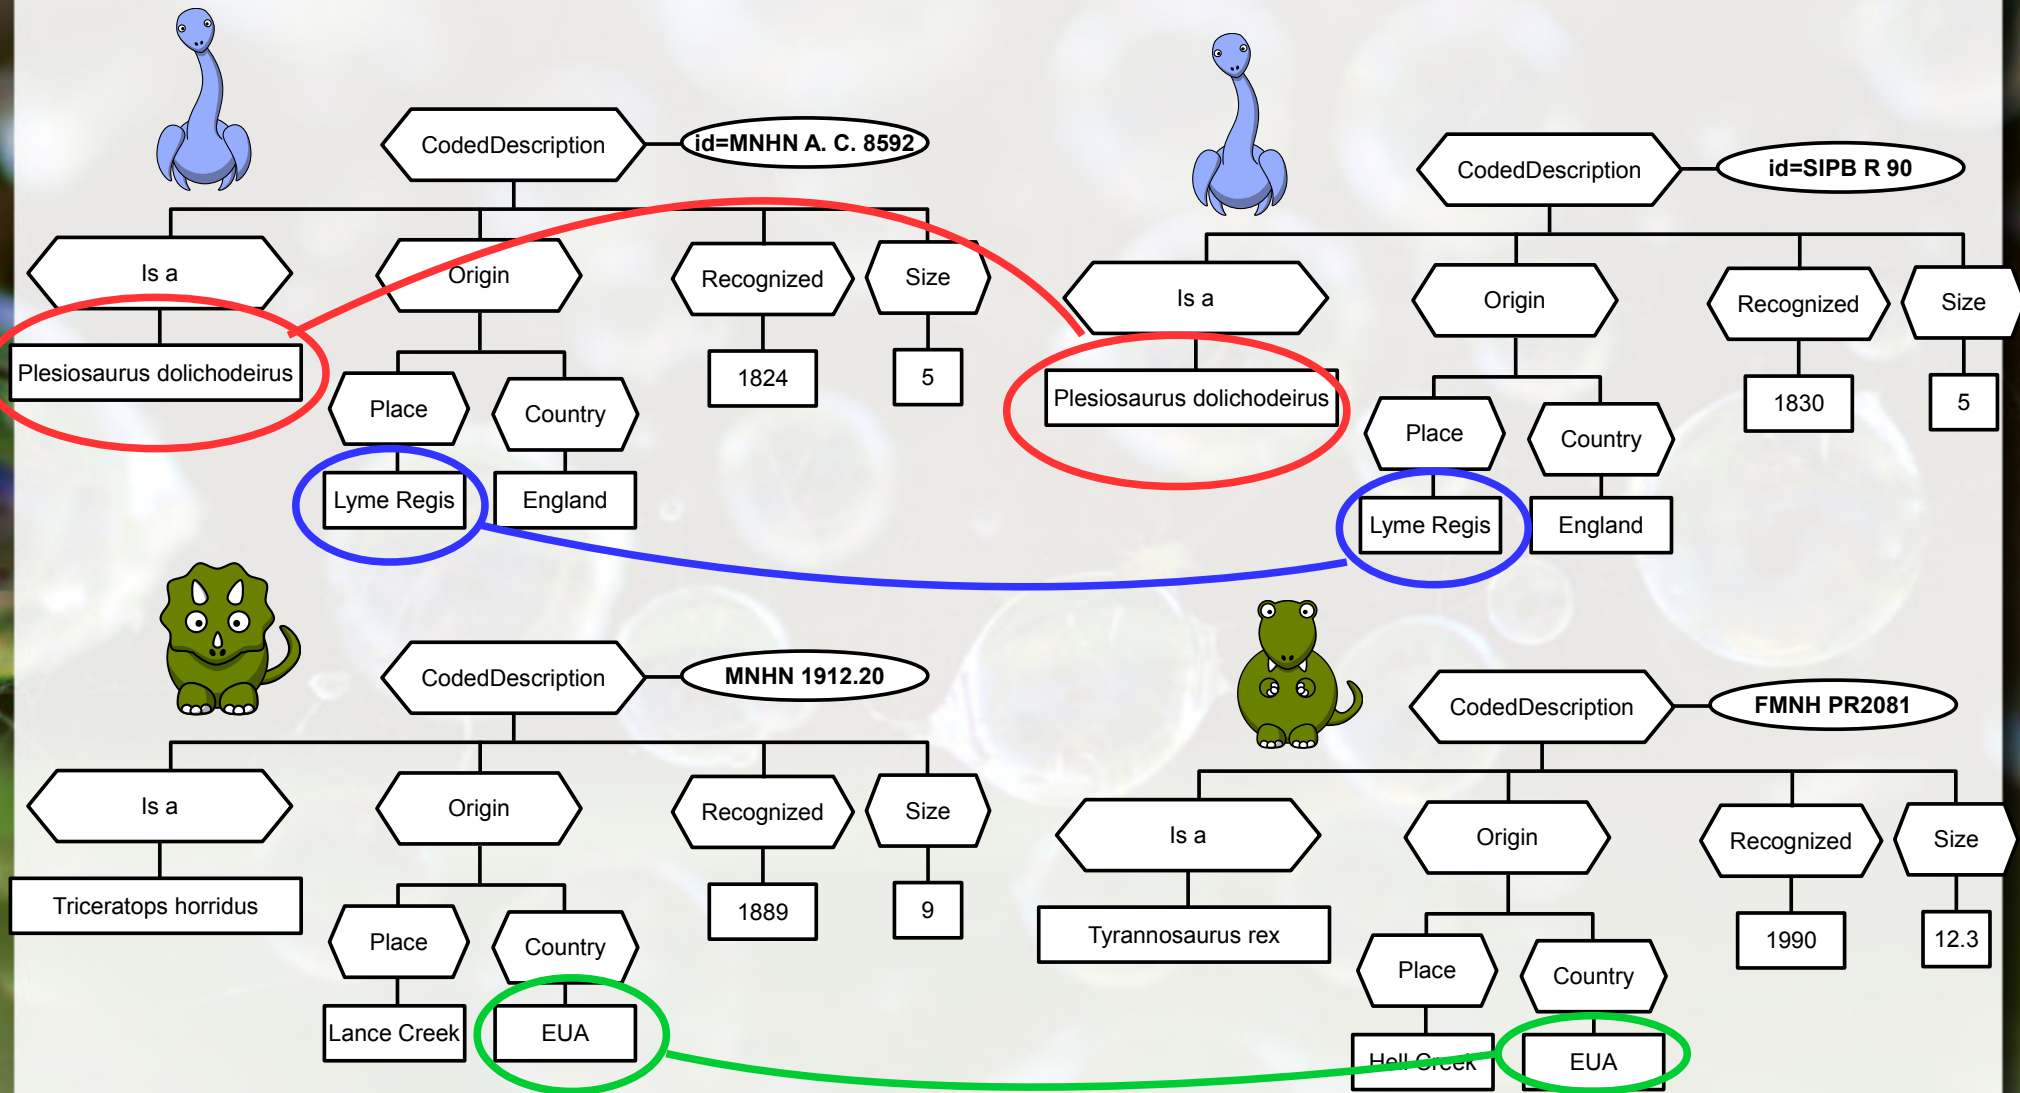 CodedDescription
id=MNHN A. C. 8592
Is a
Origin
Recognized
Size
Plesiosaurus dolichodeirus
1824
5
Place
Country
Lyme Regis
England
CodedDescription
id=SIPB R 90
Is a
Origin
Recognized
Size
Plesiosaurus dolichodeirus
1830
5
Place
Country
Lyme Regis
England
CodedDescription
MNHN 1912.20
Is a
Origin
Recognized
Size
Triceratops horridus
1889
9
Place
Country
Lance Creek
EUA
CodedDescription
FMNH PR2081
Is a
Origin
Recognized
Size
Tyrannosaurus rex
1990
12.3
Place
Country
Hell Creek
EUA